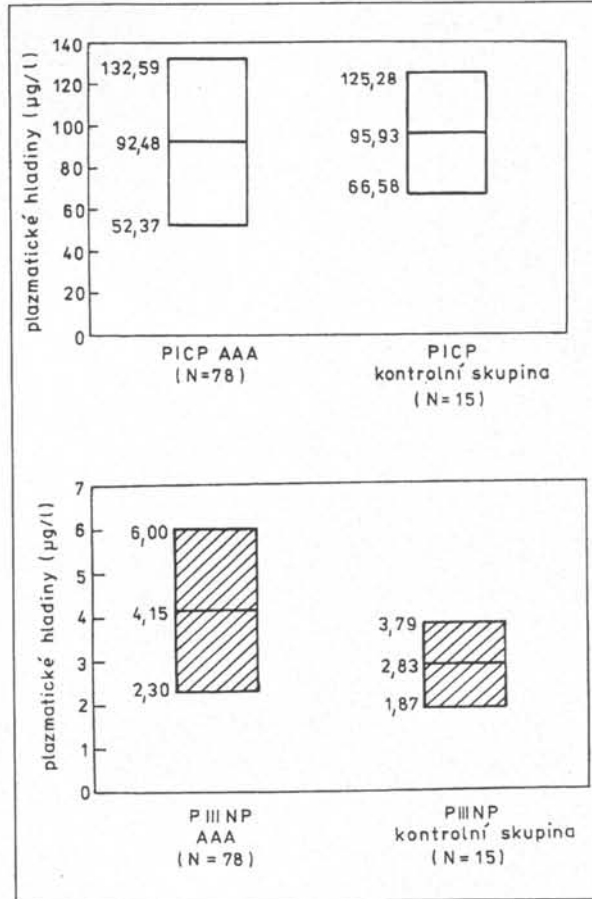 plazmatické hladiny (µg/l)
140
120
100
80
60
40
20
0
132,59
92,48
52,37
125,28
95,93
66,58
PICP AAA
(N=78)
PICP
kontrolní skupina
(N=15)
plazmatické hladiny (µg/l)
7
6
5
4
3
2
1
0
6,00
4,15
2,30
3,79
2,83
1,87
PIIINP
AAA
(N=78)
PIIINP
kontrolní skupina
(N=15)